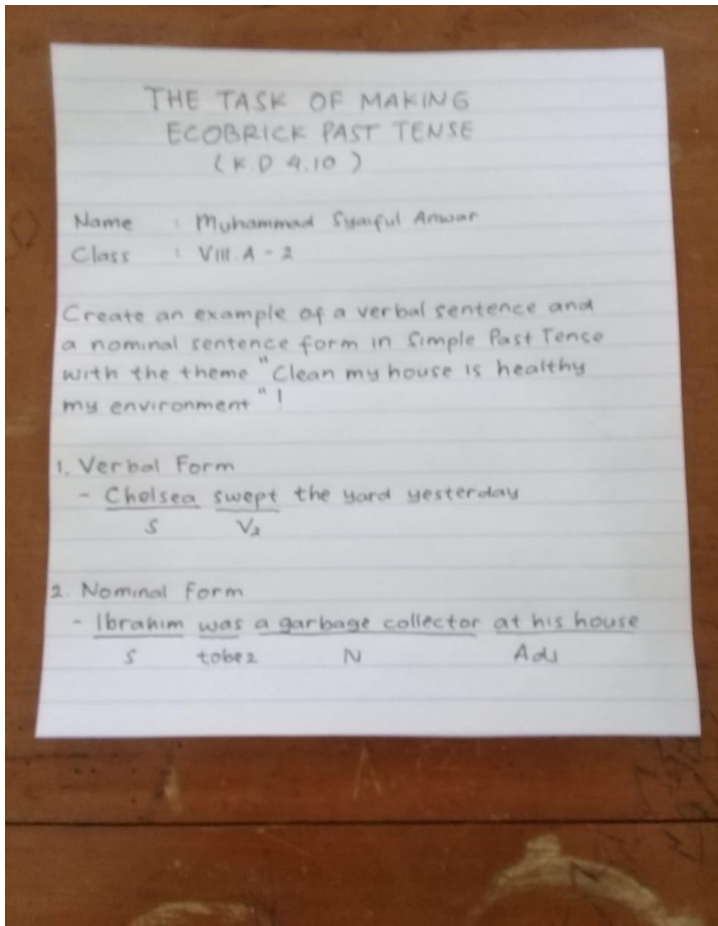 THE TASK OF MAKING
ECOBRICK PAST TENSE
(KD 4.10)
Name : Muhammad Syaiful Anwar
Class : VIII.A - 2
Create an example of a verbal sentence and
a nominal sentence form in Simple Past Tence
with the theme "Clean my house is healthy
my environment"!
1. Verbal Form
- Chelsea swept the yard yesterday
S V2
2. Nominal Form
- Ibrahim was a garbage collector at his house
S tobe2 N Adj